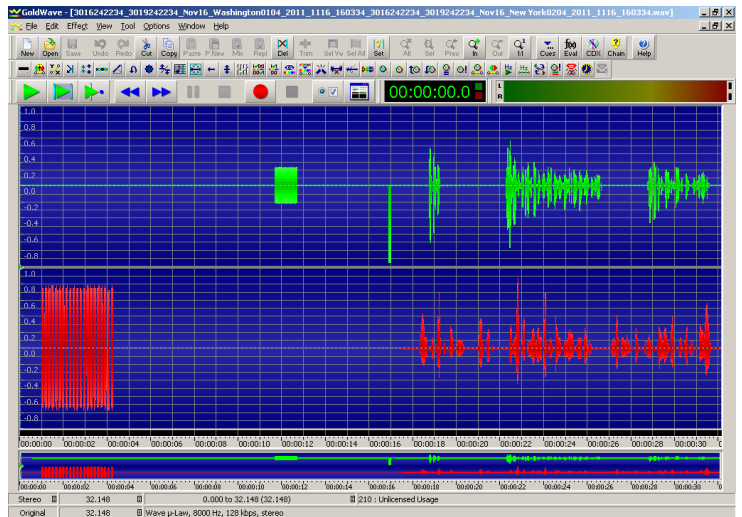 GoldWave - [3016242234_3019242234_Nov16_Washington0104_2011_1116_160334_3019242234_Nov16_New York0204_2011_1116_160334.wav]
File Edit Effect View Tool Options Window Help
New Open Save Undo Redo Cut Copy Paste P.New Mix Repl Del Trim Sel Vw Sel All Set All Sel Prev In Out 1:1 Cues Eval CDX Chain Help
00:00:00.0 L
R
1.0
0.8
0.6
0.4
0.2
0.0
-0.2
-0.4
-0.6
-0.8
1.0
0.8
0.6
0.4
0.2
0.0
-0.2
-0.4
-0.6
-0.8
00:00:00 00:00:02 00:00:04 00:00:06 00:00:08 00:00:10 00:00:12 00:00:14 00:00:16 00:00:18 00:00:20 00:00:22 00:00:24 00:00:26 00:00:28 00:00:30
00:00:00 00:00:02 00:00:04 00:00:06 00:00:08 00:00:10 00:00:12 00:00:14 00:00:16 00:00:18 00:00:20 00:00:22 00:00:24 00:00:26 00:00:28 00:00:30
Stereo 32.148 0.000 to 32.148 (32.148) 210 : Unlicensed Usage
Original 32.148 Wave µ-Law, 8000 Hz, 128 kbps, stereo